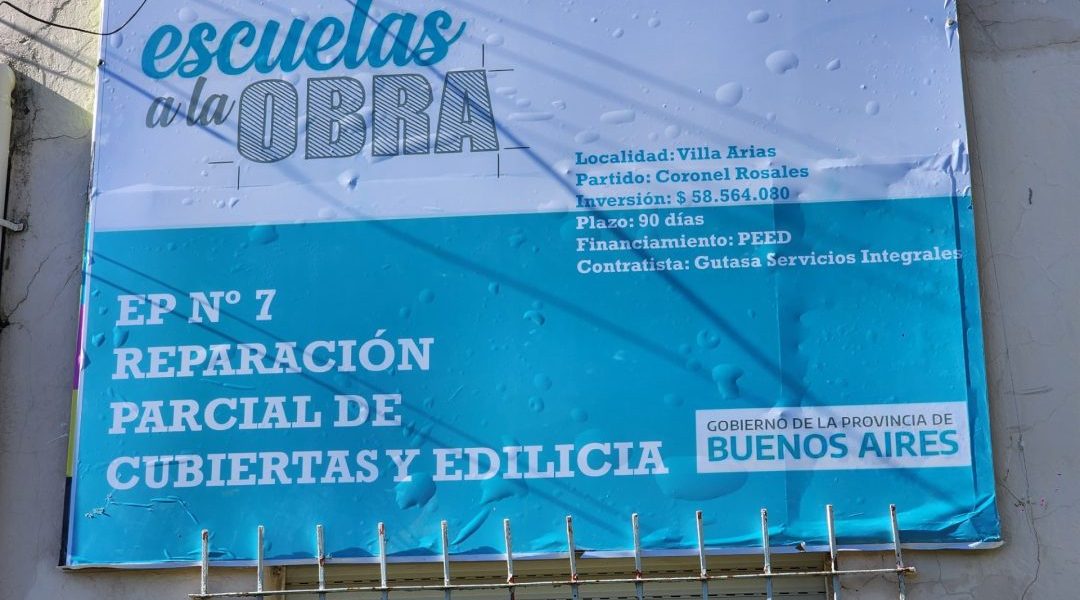 escuelas
a la OBRA
Localidad: Villa Arias
Partido: Coronel Rosales
Inversión: $ 58.564.080
Plazo: 90 días
Financiamiento: PEED
Contratista: Gutasa Servicios Integrales
EP Nº 7
REPARACIÓN
PARCIAL DE
CUBIERTAS Y EDILICIA
GOBIERNO DE LA PROVINCIA DE
BUENOS AIRES